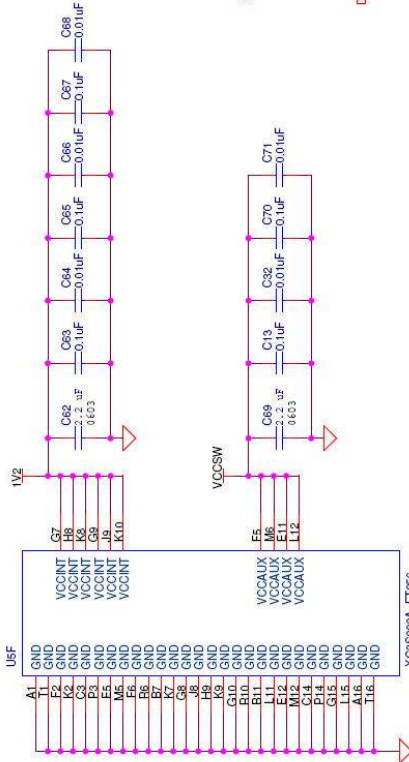 U5F
A1 GND
T1 GND
F2 GND
K2 GND
C3 GND
P3 GND
E5 GND
M5 GND
F6 GND
R6 GND
B7 GND
K7 GND
G8 GND
J8 GND
H9 GND
K9 GND
G10 GND
R10 GND
B11 GND
L11 GND
E12 GND
M12 GND
C14 GND
P14 GND
G15 GND
L15 GND
A16 GND
T16 GND
1V2
VCCINT G7
VCCINT H8
VCCINT K8
VCCINT G9
VCCINT J9
VCCINT K10
C62
2.2 uF
0603
C63
0.1uF
C64
0.01uF
C65
0.1uF
C66
0.01uF
C67
0.1uF
C68
0.01uF
VCCSW
VCCAUX F5
VCCAUX M6
VCCAUX E11
VCCAUX L12
C69
2.2 uF
0603
C13
0.1uF
C32
0.01uF
C70
0.1uF
C71
0.01uF